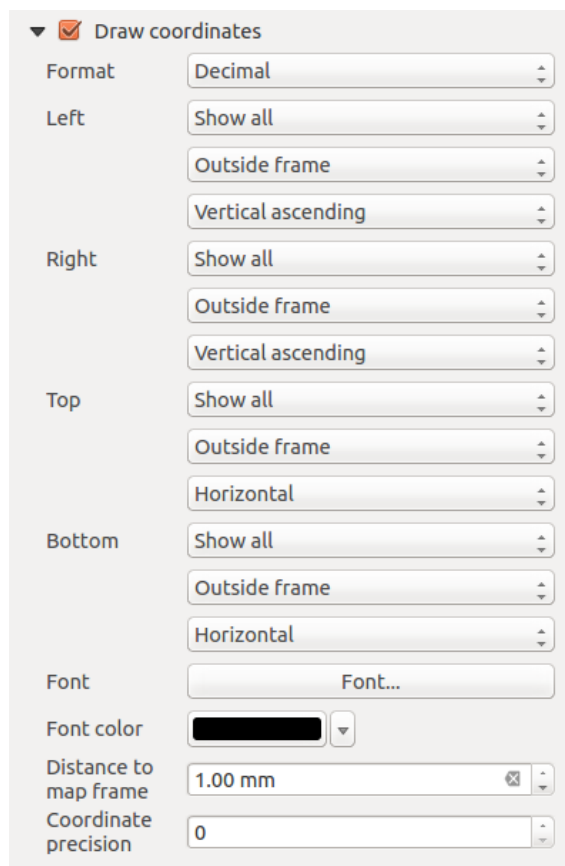 Draw coordinates
Format Decimal
Left Show all
Outside frame
Vertical ascending
Right Show all
Outside frame
Vertical ascending
Top Show all
Outside frame
Horizontal
Bottom Show all
Outside frame
Horizontal
Font Font...
Font color
Distance to
map frame 1.00 mm
Coordinate
precision 0